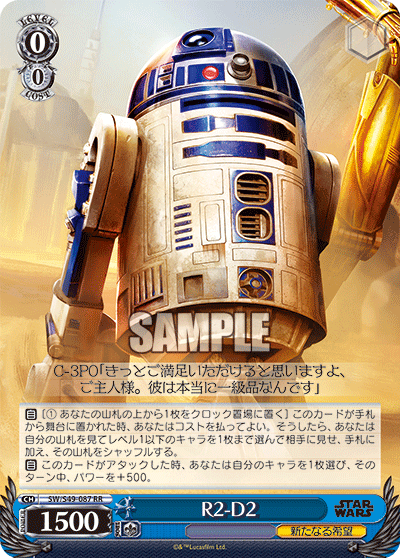 LEVEL
0
0
COST
SAMPLE
C-3PO「きっとご満足いただけると思いますよ、
ご主人様。彼は本当に一級品なんです」
自 [(1) あなたの山札の上から1枚をクロック置場に置く] このカードが手札
から舞台に置かれた時、あなたはコストを払ってよい。そうしたら、あなたは
自分の山札を見てレベル1以下のキャラを1枚まで選んで相手に見せ、手札に
加え、その山札をシャッフルする。
自 このカードがアタックした時、あなたは自分のキャラを1枚選び、そのター
ン中、パワーを+500。
CH SW/S49-087 RR
1500
R2-D2
STAR WARS
新たなる希望
©&™Lucasfilm Ltd.